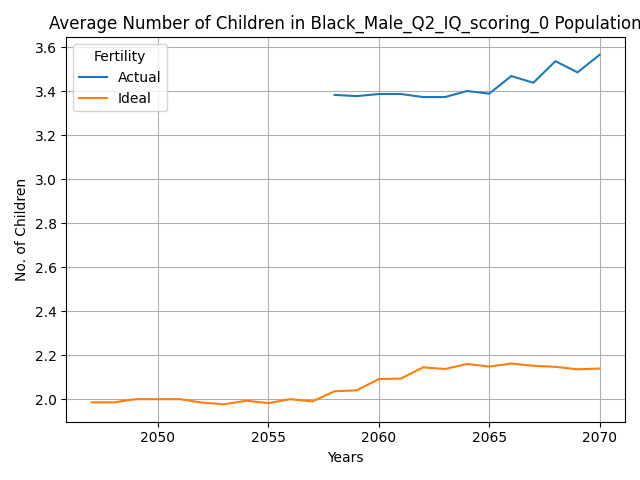 Average Number of Children in Black_Male_Q2_IQ_scoring_0 Population
Fertility
Actual
Ideal
3.6
3.4
3.2
3.0
2.8
2.6
2.4
2.2
2.0
No. of Children
2050
2055
2060
2065
2070
Years